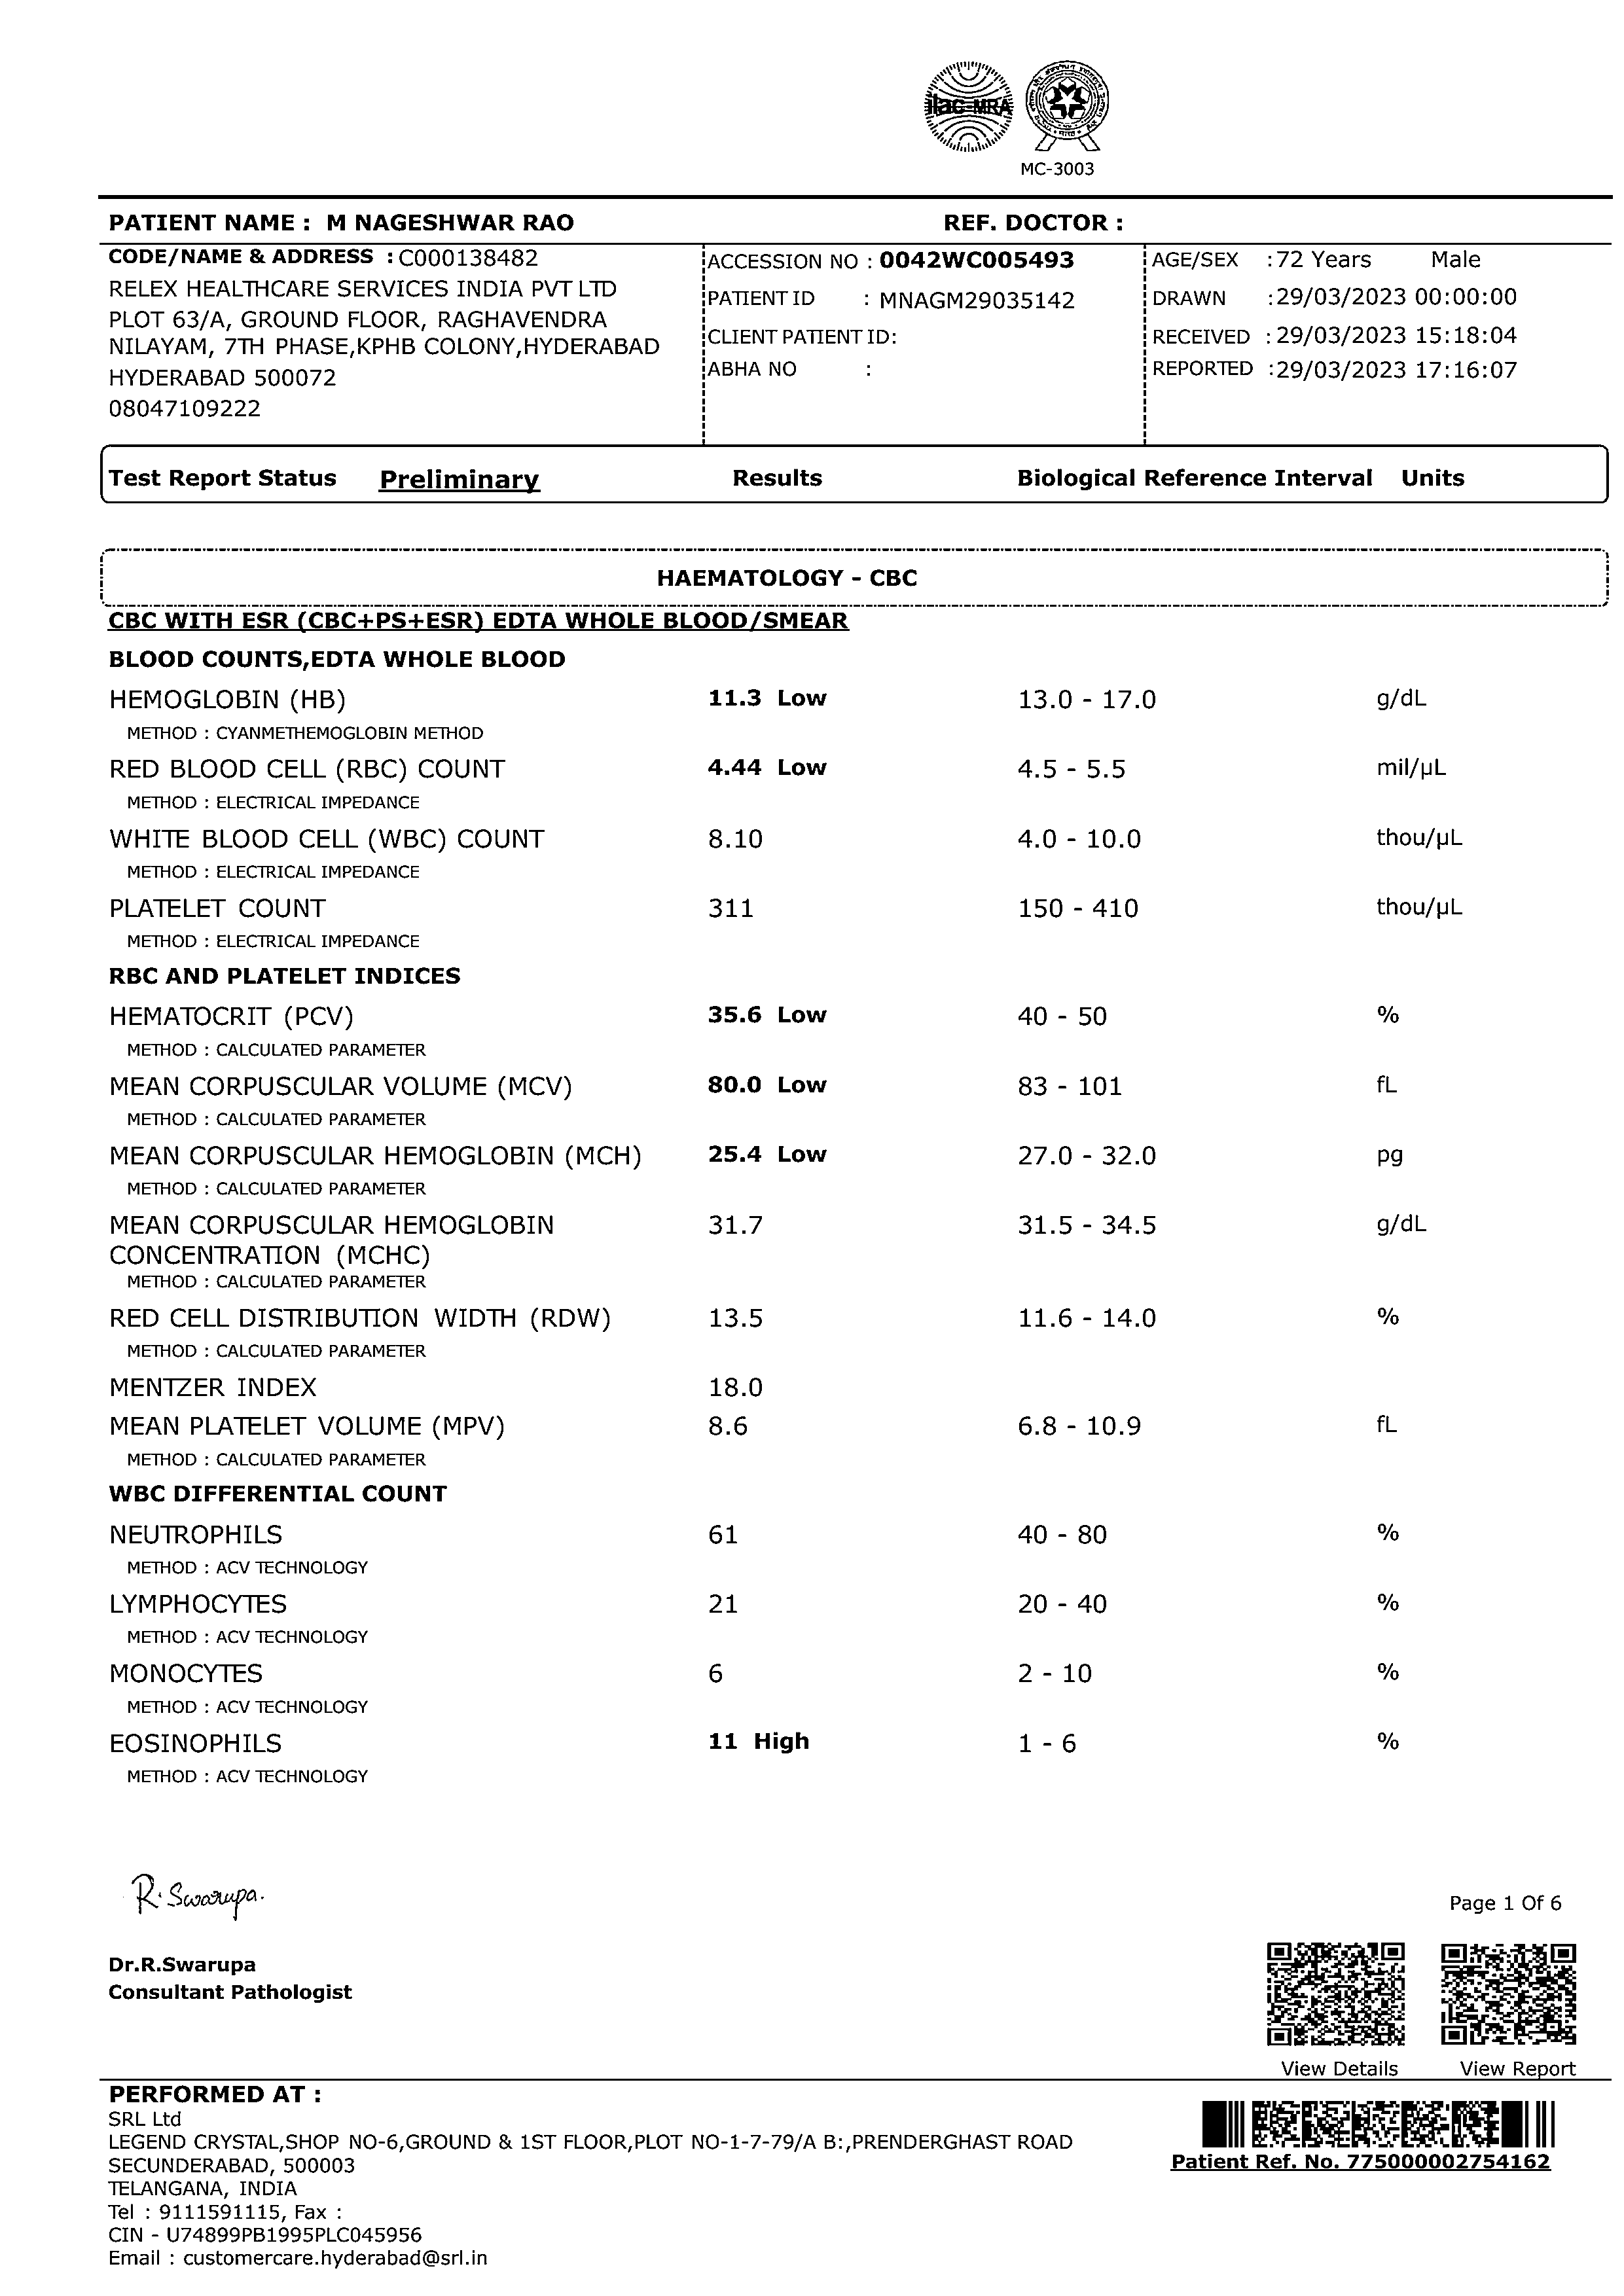 ilac-MRA
MC-3003
PATIENT NAME : M NAGESHWAR RAO REF. DOCTOR :
CODE/NAME & ADDRESS : C000138482
RELEX HEALTHCARE SERVICES INDIA PVT LTD
PLOT 63/A, GROUND FLOOR, RAGHAVENDRA
NILAYAM, 7TH PHASE,KPHB COLONY,HYDERABAD
HYDERABAD 500072
08047109222
ACCESSION NO : 0042WC005493
PATIENT ID : MNAGM29035142
CLIENT PATIENT ID:
ABHA NO :
AGE/SEX :72 Years Male
DRAWN :29/03/2023 00:00:00
RECEIVED :29/03/2023 15:18:04
REPORTED :29/03/2023 17:16:07
Test Report Status Preliminary Results Biological Reference Interval Units
HAEMATOLOGY - CBC
CBC WITH ESR (CBC+PS+ESR) EDTA WHOLE BLOOD/SMEAR
BLOOD COUNTS,EDTA WHOLE BLOOD
HEMOGLOBIN (HB) 11.3 Low 13.0 - 17.0 g/dL
METHOD : CYANMETHEMOGLOBIN METHOD
RED BLOOD CELL (RBC) COUNT 4.44 Low 4.5 - 5.5 mil/µL
METHOD : ELECTRICAL IMPEDANCE
WHITE BLOOD CELL (WBC) COUNT 8.10 4.0 - 10.0 thou/µL
METHOD : ELECTRICAL IMPEDANCE
PLATELET COUNT 311 150 - 410 thou/µL
METHOD : ELECTRICAL IMPEDANCE
RBC AND PLATELET INDICES
HEMATOCRIT (PCV) 35.6 Low 40 - 50 %
METHOD : CALCULATED PARAMETER
MEAN CORPUSCULAR VOLUME (MCV) 80.0 Low 83 - 101 fL
METHOD : CALCULATED PARAMETER
MEAN CORPUSCULAR HEMOGLOBIN (MCH) 25.4 Low 27.0 - 32.0 pg
METHOD : CALCULATED PARAMETER
MEAN CORPUSCULAR HEMOGLOBIN 31.7 31.5 - 34.5 g/dL
CONCENTRATION (MCHC)
METHOD : CALCULATED PARAMETER
RED CELL DISTRIBUTION WIDTH (RDW) 13.5 11.6 - 14.0 %
METHOD : CALCULATED PARAMETER
MENTZER INDEX 18.0
MEAN PLATELET VOLUME (MPV) 8.6 6.8 - 10.9 fL
METHOD : CALCULATED PARAMETER
WBC DIFFERENTIAL COUNT
NEUTROPHILS 61 40 - 80 %
METHOD : ACV TECHNOLOGY
LYMPHOCYTES 21 20 - 40 %
METHOD : ACV TECHNOLOGY
MONOCYTES 6 2 - 10 %
METHOD : ACV TECHNOLOGY
EOSINOPHILS 11 High 1 - 6 %
METHOD : ACV TECHNOLOGY
R. Swarupa.
Page 1 Of 6
Dr.R.Swarupa
Consultant Pathologist
View Details View Report
PERFORMED AT :
SRL Ltd
LEGEND CRYSTAL,SHOP NO-6,GROUND & 1ST FLOOR,PLOT NO-1-7-79/A B:,PRENDERGHAST ROAD
SECUNDERABAD, 500003
TELANGANA, INDIA
Tel : 9111591115, Fax :
CIN - U74899PB1995PLC045956
Email : customercare.hyderabad@srl.in
Patient Ref. No. 775000002754162